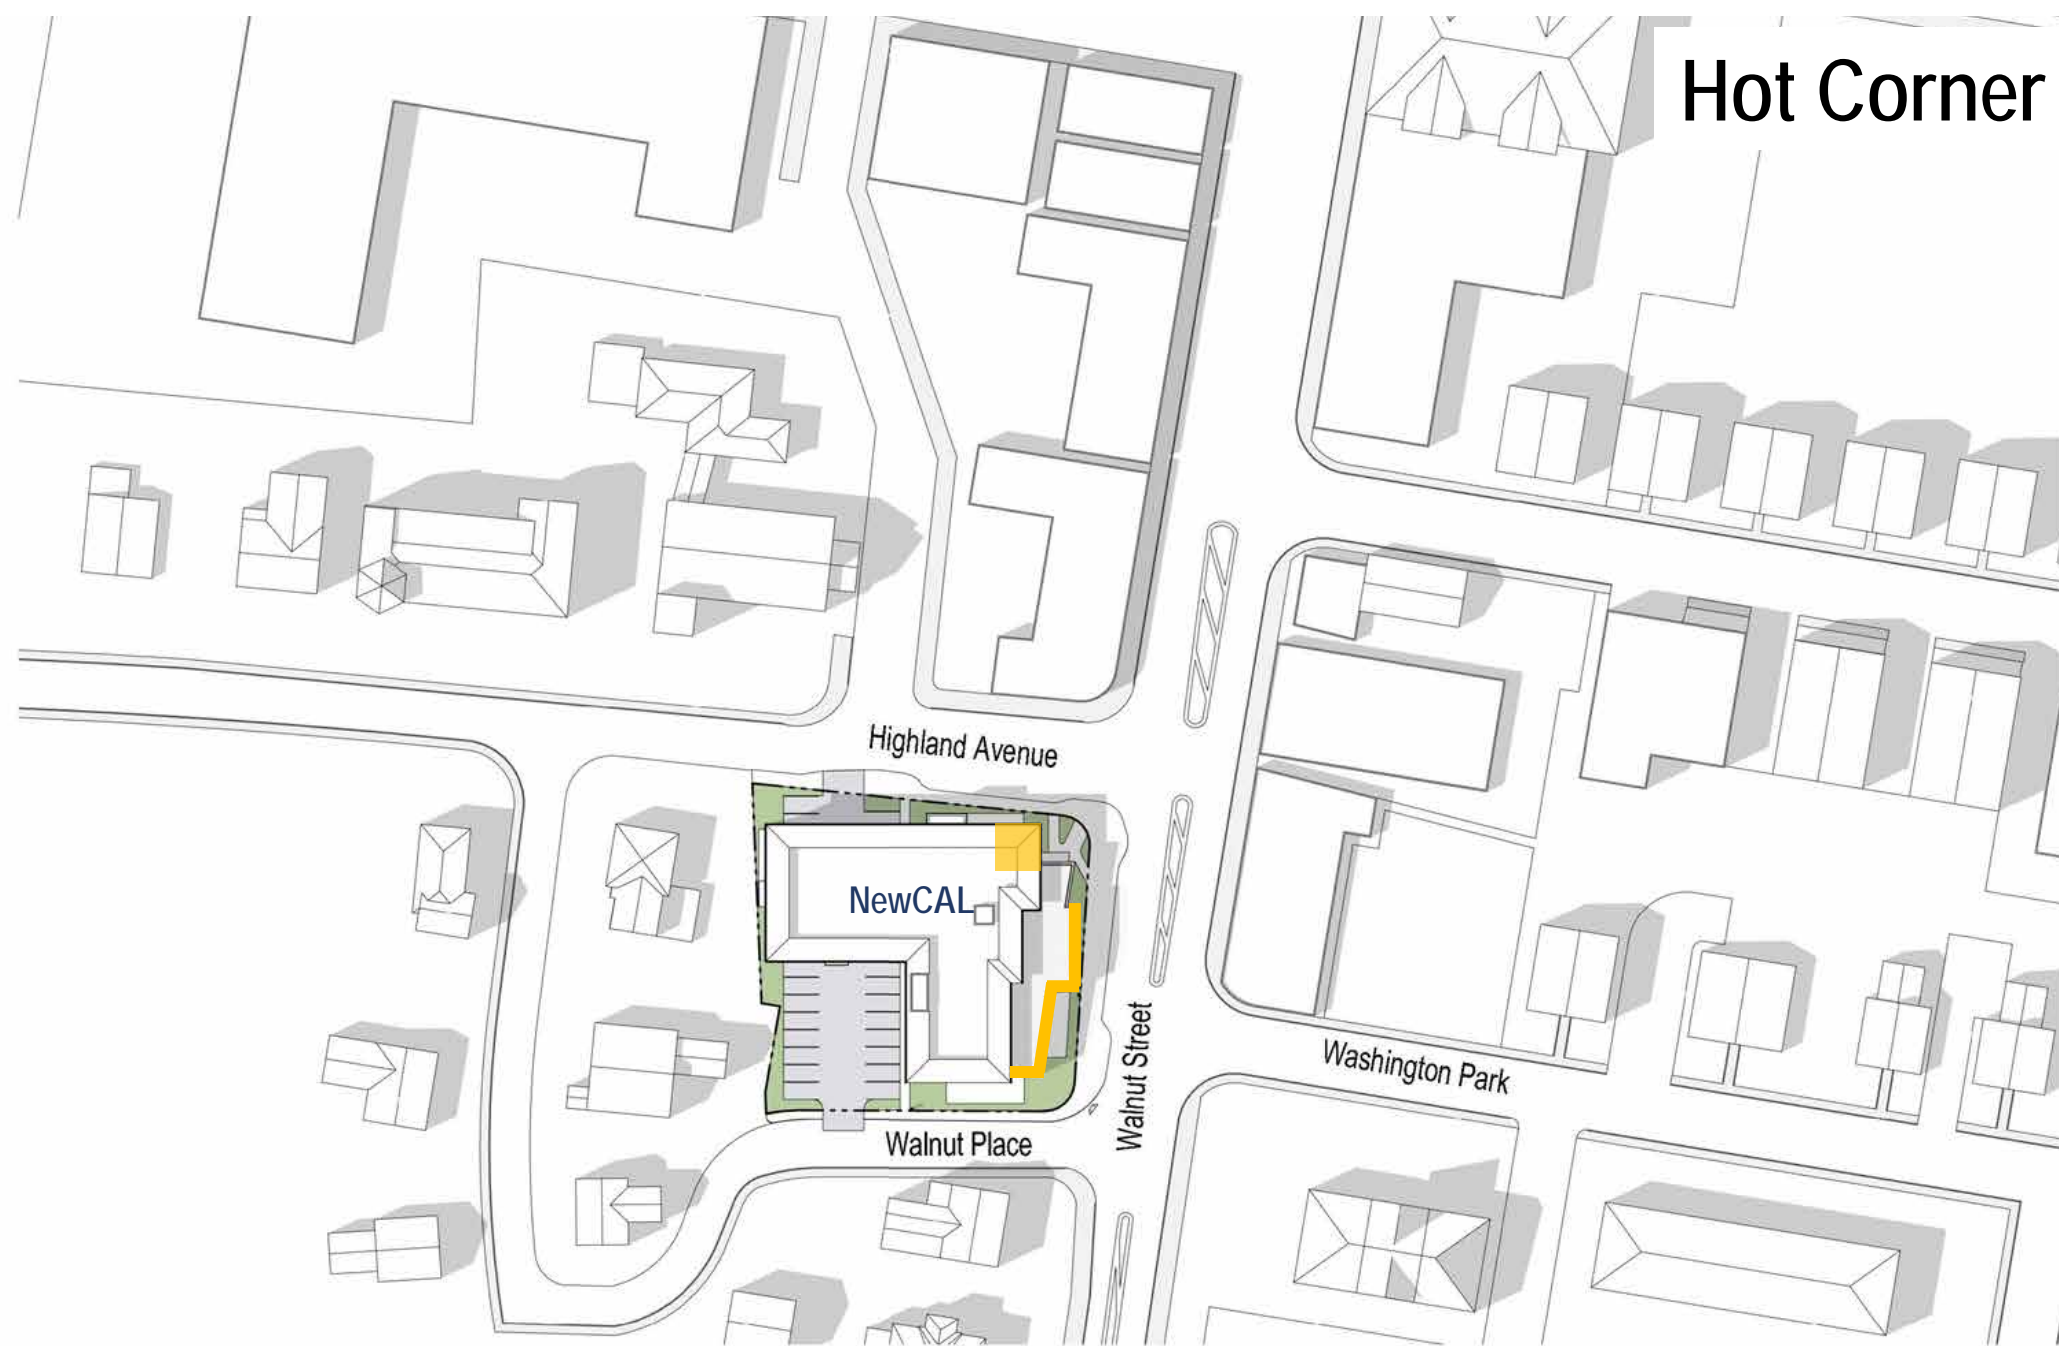 Hot Corner
Highland Avenue
NewCAL
Walnut Street
Washington Park
Walnut Place